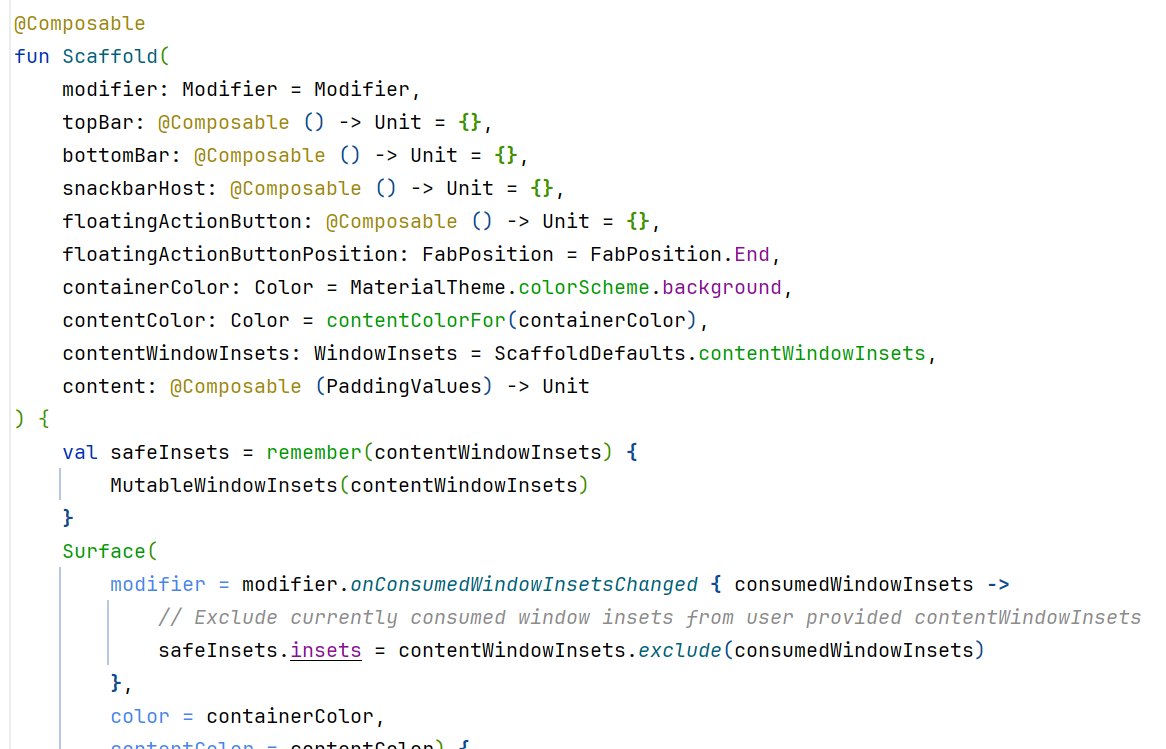 @Composable
fun Scaffold(
    modifier: Modifier = Modifier,
    topBar: @Composable () -> Unit = {},
    bottomBar: @Composable () -> Unit = {},
    snackbarHost: @Composable () -> Unit = {},
    floatingActionButton: @Composable () -> Unit = {},
    floatingActionButtonPosition: FabPosition = FabPosition.End,
    containerColor: Color = MaterialTheme.colorScheme.background,
    contentColor: Color = contentColorFor(containerColor),
    contentWindowInsets: WindowInsets = ScaffoldDefaults.contentWindowInsets,
    content: @Composable (PaddingValues) -> Unit
) {
    val safeInsets = remember(contentWindowInsets) {
        MutableWindowInsets(contentWindowInsets)
    }
    Surface(
        modifier = modifier.onConsumedWindowInsetsChanged { consumedWindowInsets ->
            // Exclude currently consumed window insets from user provided contentWindowInsets
            safeInsets.insets = contentWindowInsets.exclude(consumedWindowInsets)
        },
        color = containerColor,
        contentColor = contentColor) {